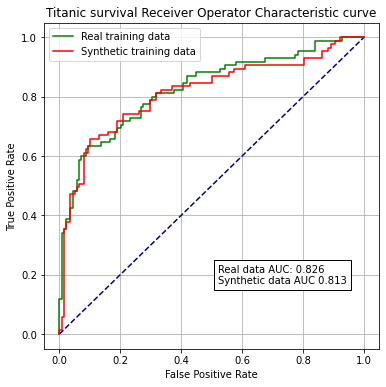 Titanic survival Receiver Operator Characteristic curve
Real training data
Synthetic training data
1.0
0.8
0.6
0.4
0.2
0.0
True Positive Rate
Real data AUC: 0.826
Synthetic data AUC 0.813
0.0 0.2 0.4 0.6 0.8 1.0
False Positive Rate